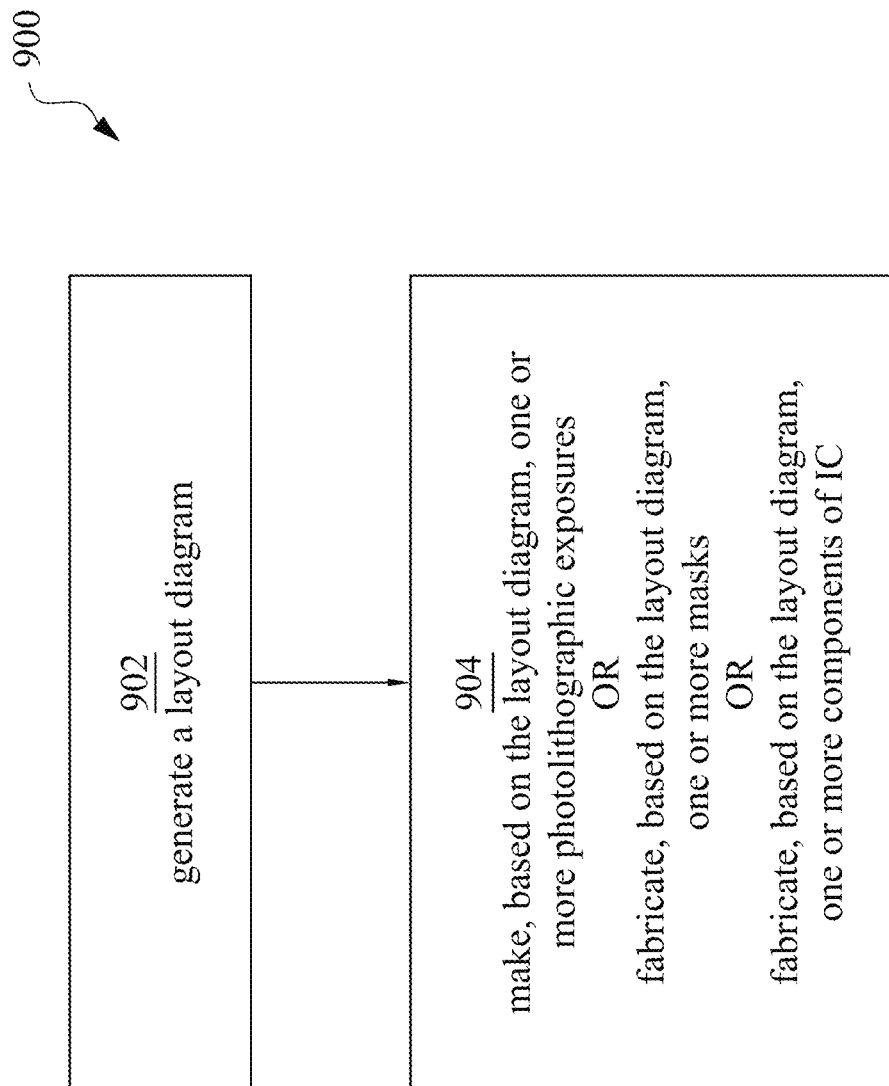 900
902
generate a layout diagram
904
make, based on the layout diagram, one or
more photolithographic exposures
OR
fabricate, based on the layout diagram,
one or more masks
OR
fabricate, based on the layout diagram,
one or more components of IC